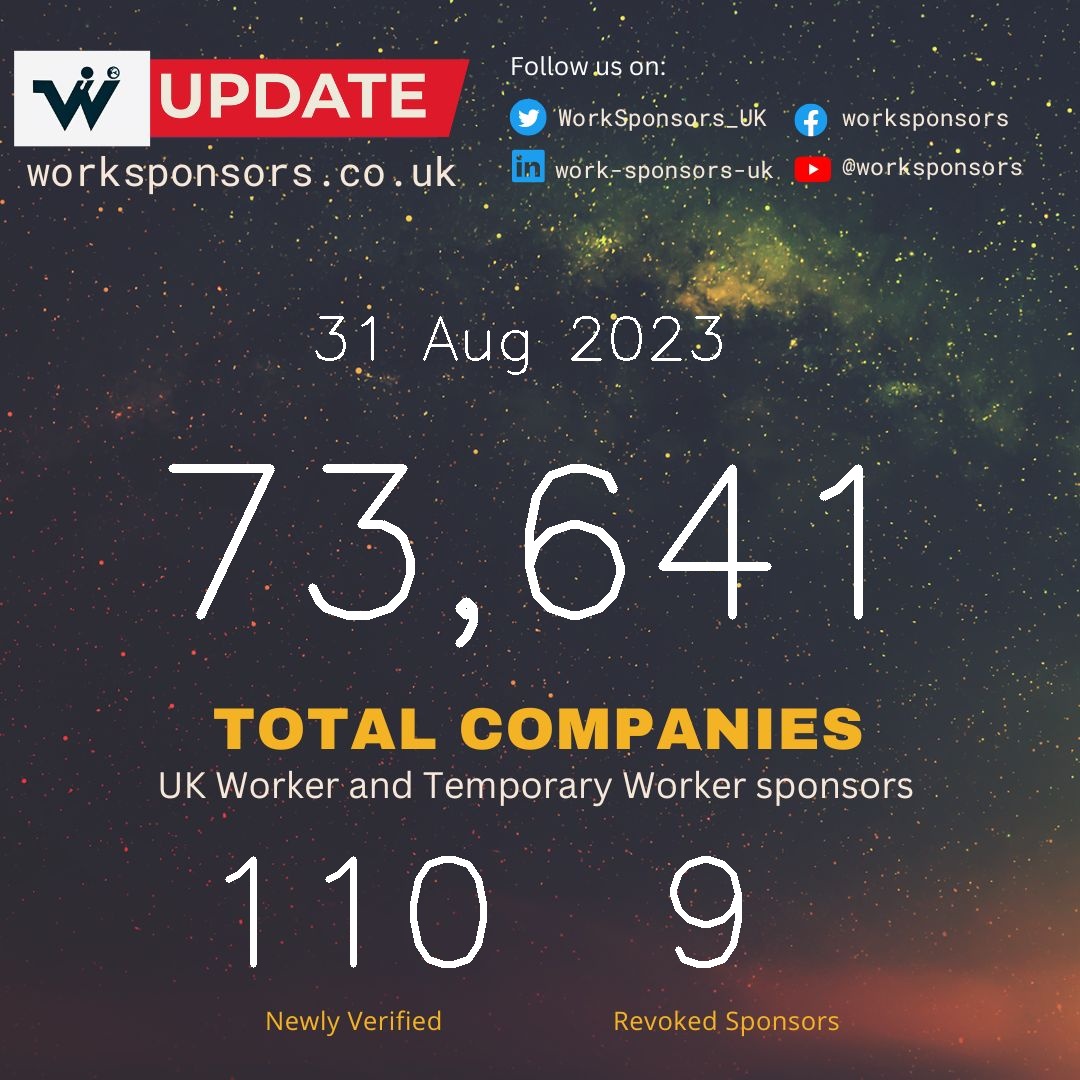 UPDATE
worksponsors.co.uk
Follow us on:
WorkSponsors_UK
worksponsors
work-sponsors-uk
@worksponsors
31 Aug 2023
73,641
TOTAL COMPANIES
UK Worker and Temporary Worker sponsors
110
9
Newly Verified
Revoked Sponsors